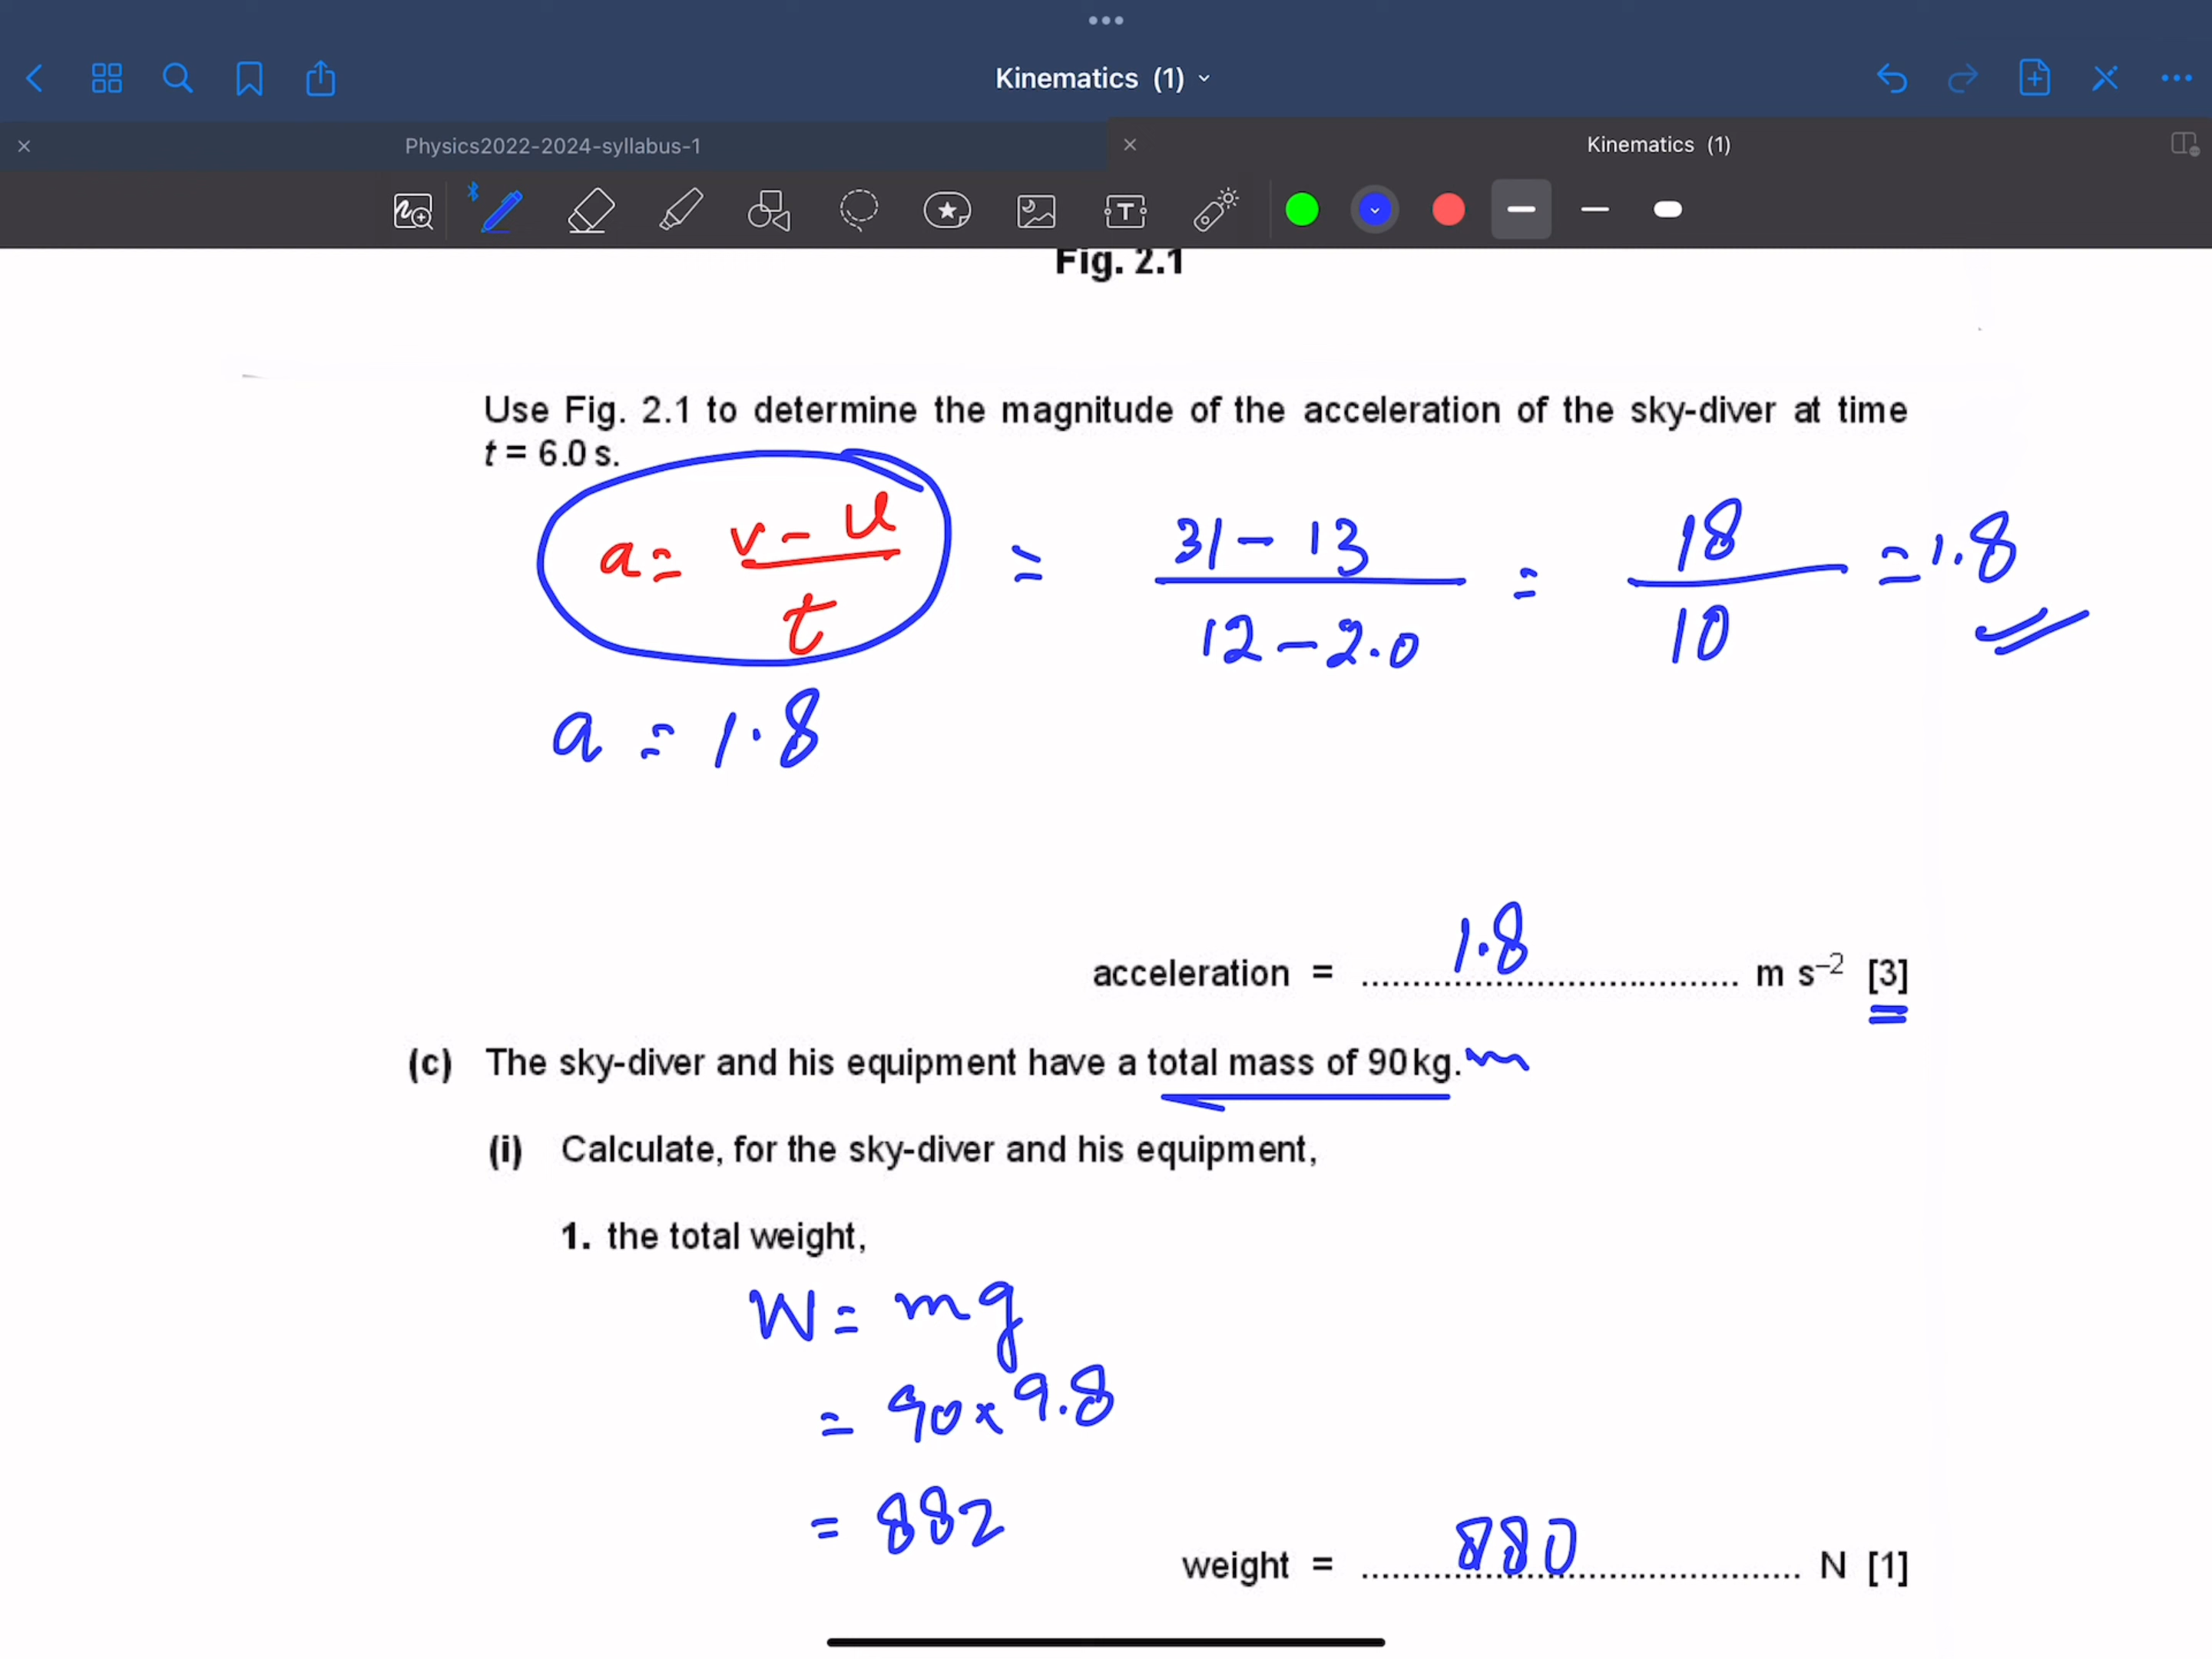 Kinematics (1)
Physics2022-2024-syllabus-1
Kinematics (1)
T
Fig. 2.1
Use Fig. 2.1 to determine the magnitude of the acceleration of the sky-diver at time
t = 6.0 s.
a = v - u / t = 31 - 13 / 12 - 2.0 = 18 / 10 = 1.8
a = 1.8
acceleration = 1.8 m s⁻² [3]
(c) The sky-diver and his equipment have a total mass of 90 kg. m
(i) Calculate, for the sky-diver and his equipment,
1. the total weight,
W = mg
= 90 × 9.8
= 882
weight = 880 N [1]